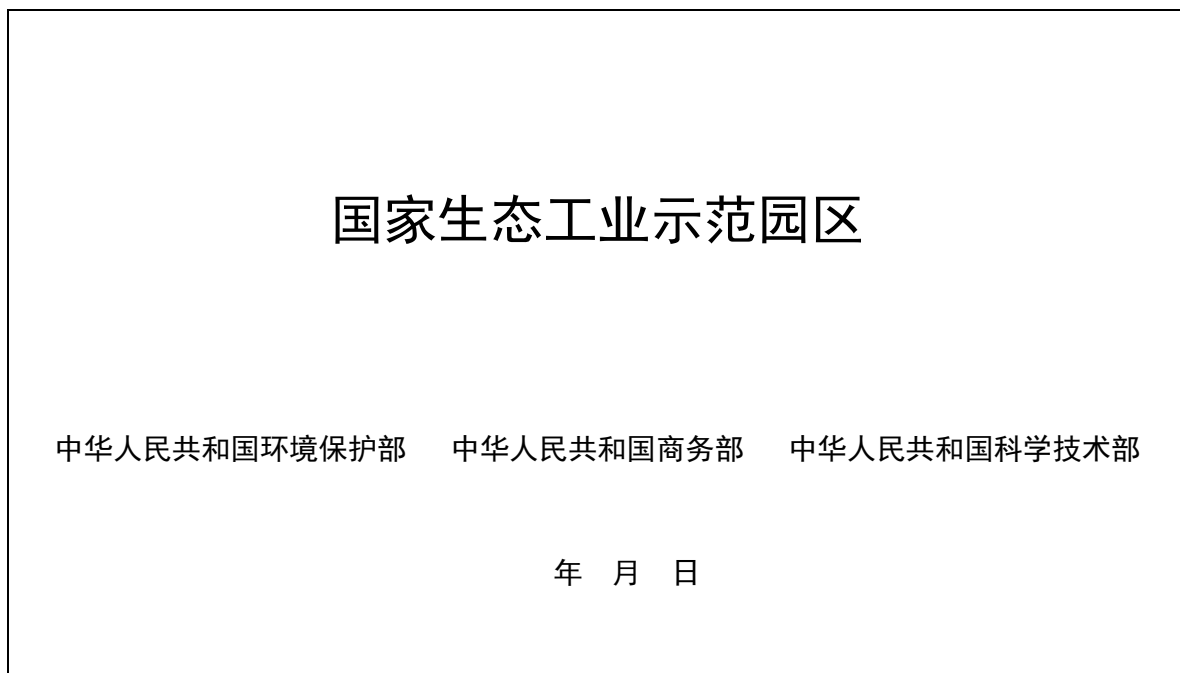 国家生态工业示范园区
中华人民共和国环境保护部 中华人民共和国商务部 中华人民共和国科学技术部
年 月 日